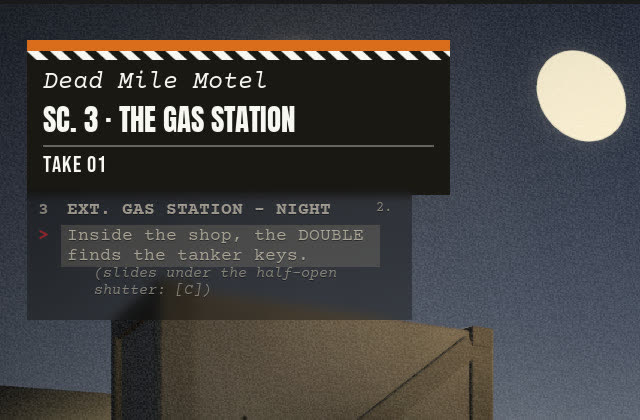 Dead Mile Motel
SC. 3 · THE GAS STATION
TAKE 01
3 EXT. GAS STATION - NIGHT 2.
> Inside the shop, the DOUBLE
finds the tanker keys.
(slides under the half-open
shutter: [C])